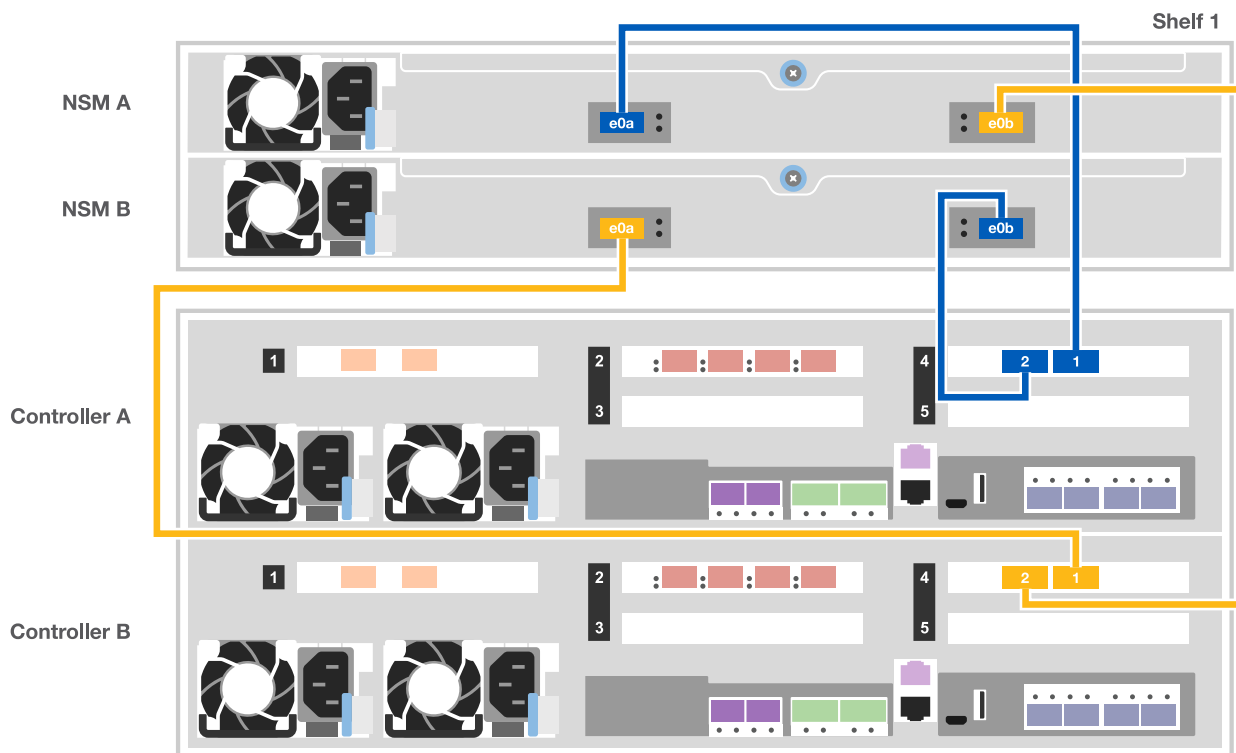 Shelf 1
NSM A
e0a
e0b
NSM B
e0a
e0b
Controller A
1
2
4
2 1
3
5
Controller B
1
2
4
2 1
3
5